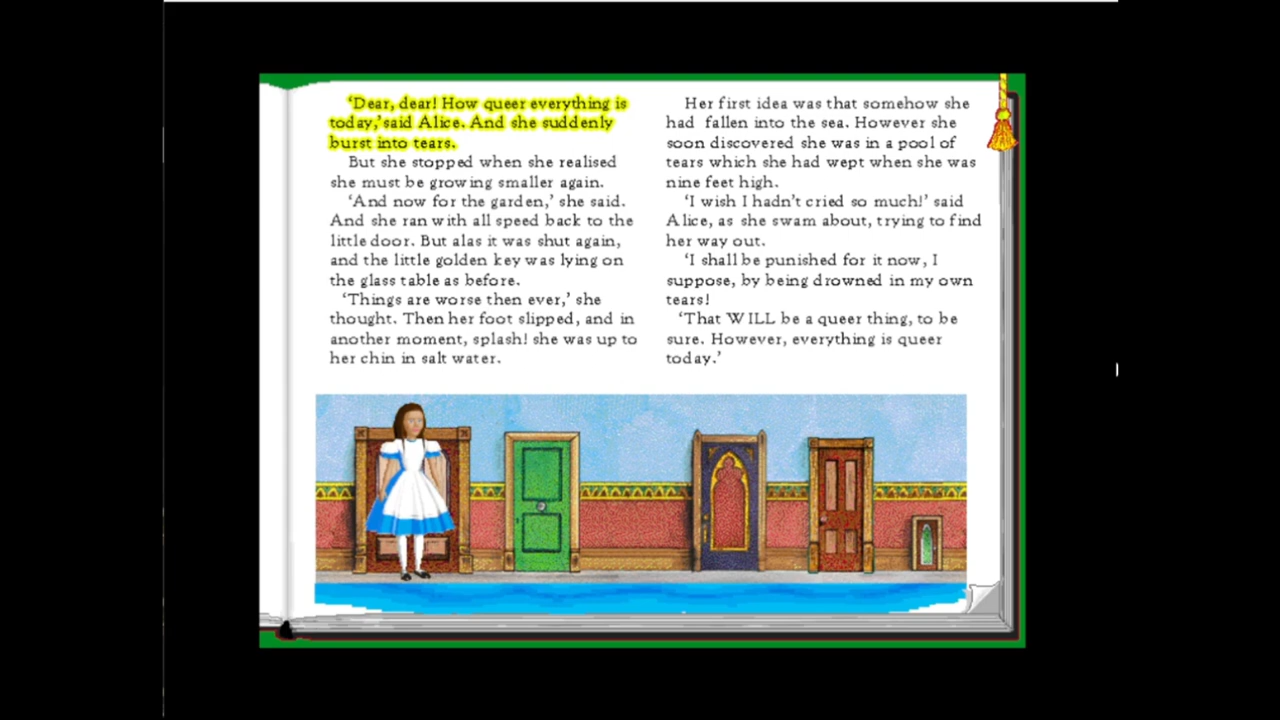 ‘Dear, dear! How queer everything is
today,’said Alice. And she suddenly
burst into tears.
But she stopped when she realised
she must be growing smaller again.
‘And now for the garden,’ she said.
And she ran with all speed back to the
little door. But alas it was shut again,
and the little golden key was lying on
the glass table as before.
‘Things are worse then ever,’ she
thought. Then her foot slipped, and in
another moment, splash! she was up to
her chin in salt water.
Her first idea was that somehow she
had fallen into the sea. However she
soon discovered she was in a pool of
tears which she had wept when she was
nine feet high.
‘I wish I hadn’t cried so much!’ said
Alice, as she swam about, trying to find
her way out.
‘I shall be punished for it now, I
suppose, by being drowned in my own
tears!
‘That WILL be a queer thing, to be
sure. However, everything is queer
today.’